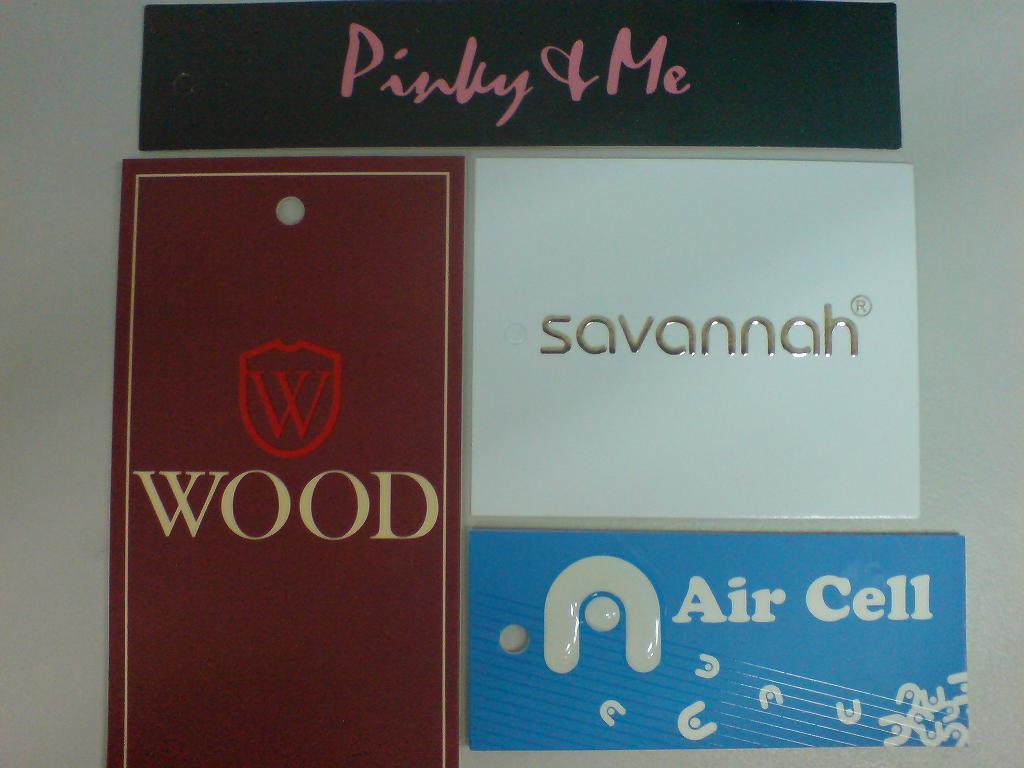 Pinky & Me
W
WOOD
savannah®
Air Cell